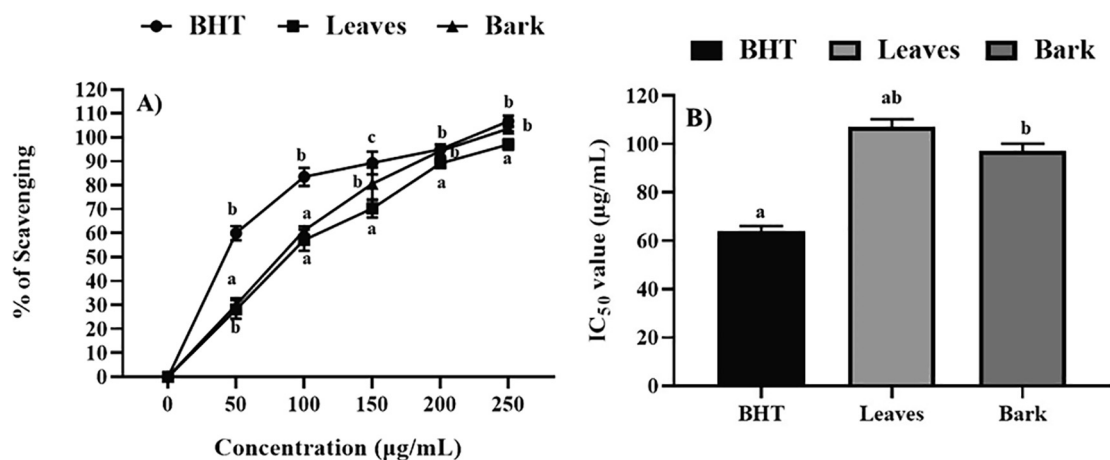 BHT Leaves Bark
A)
120
110
100
90
80
70
60
50
40
30
20
10
0
% of Scavenging
b
b
b
c
b
b
b
a
a
b
b
a
a
a
a
0 50 100 150 200 250
Concentration (µg/mL)
BHT Leaves Bark
B)
120
100
80
60
40
20
0
IC50 value (µg/mL)
a
ab
b
BHT Leaves Bark